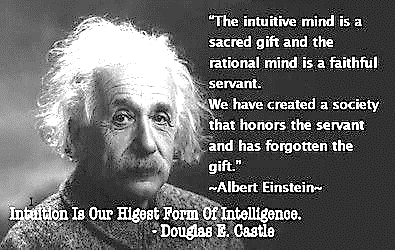 "The intuitive mind is a
sacred gift and the
rational mind is a faithful
servant.
We have created a society
that honors the servant
and has forgotten the
gift."
~Albert Einstein~
Intuition Is Our Higest Form Of Intelligence.
- Douglas E. Castle